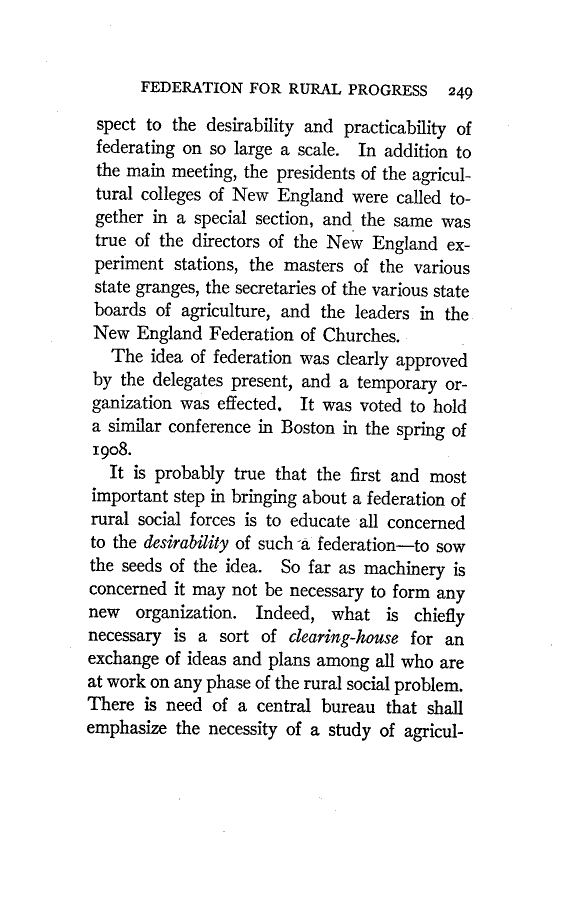 FEDERATION FOR RURAL PROGRESS 249
spect to the desirability and practicability of
federating on so large a scale. In addition to
the main meeting, the presidents of the agricul-
tural colleges of New England were called to-
gether in a special section, and the same was
true of the directors of the New England ex-
periment stations, the masters of the various
state granges, the secretaries of the various state
boards of agriculture, and the leaders in the
New England Federation of Churches.
The idea of federation was clearly approved
by the delegates present, and a temporary or-
ganization was effected. It was voted to hold
a similar conference in Boston in the spring of
1908.
It is probably true that the first and most
important step in bringing about a federation of
rural social forces is to educate all concerned
to the desirability of such a federation—to sow
the seeds of the idea. So far as machinery is
concerned it may not be necessary to form any
new organization. Indeed, what is chiefly
necessary is a sort of clearing-house for an
exchange of ideas and plans among all who are
at work on any phase of the rural social problem.
There is need of a central bureau that shall
emphasize the necessity of a study of agricul-